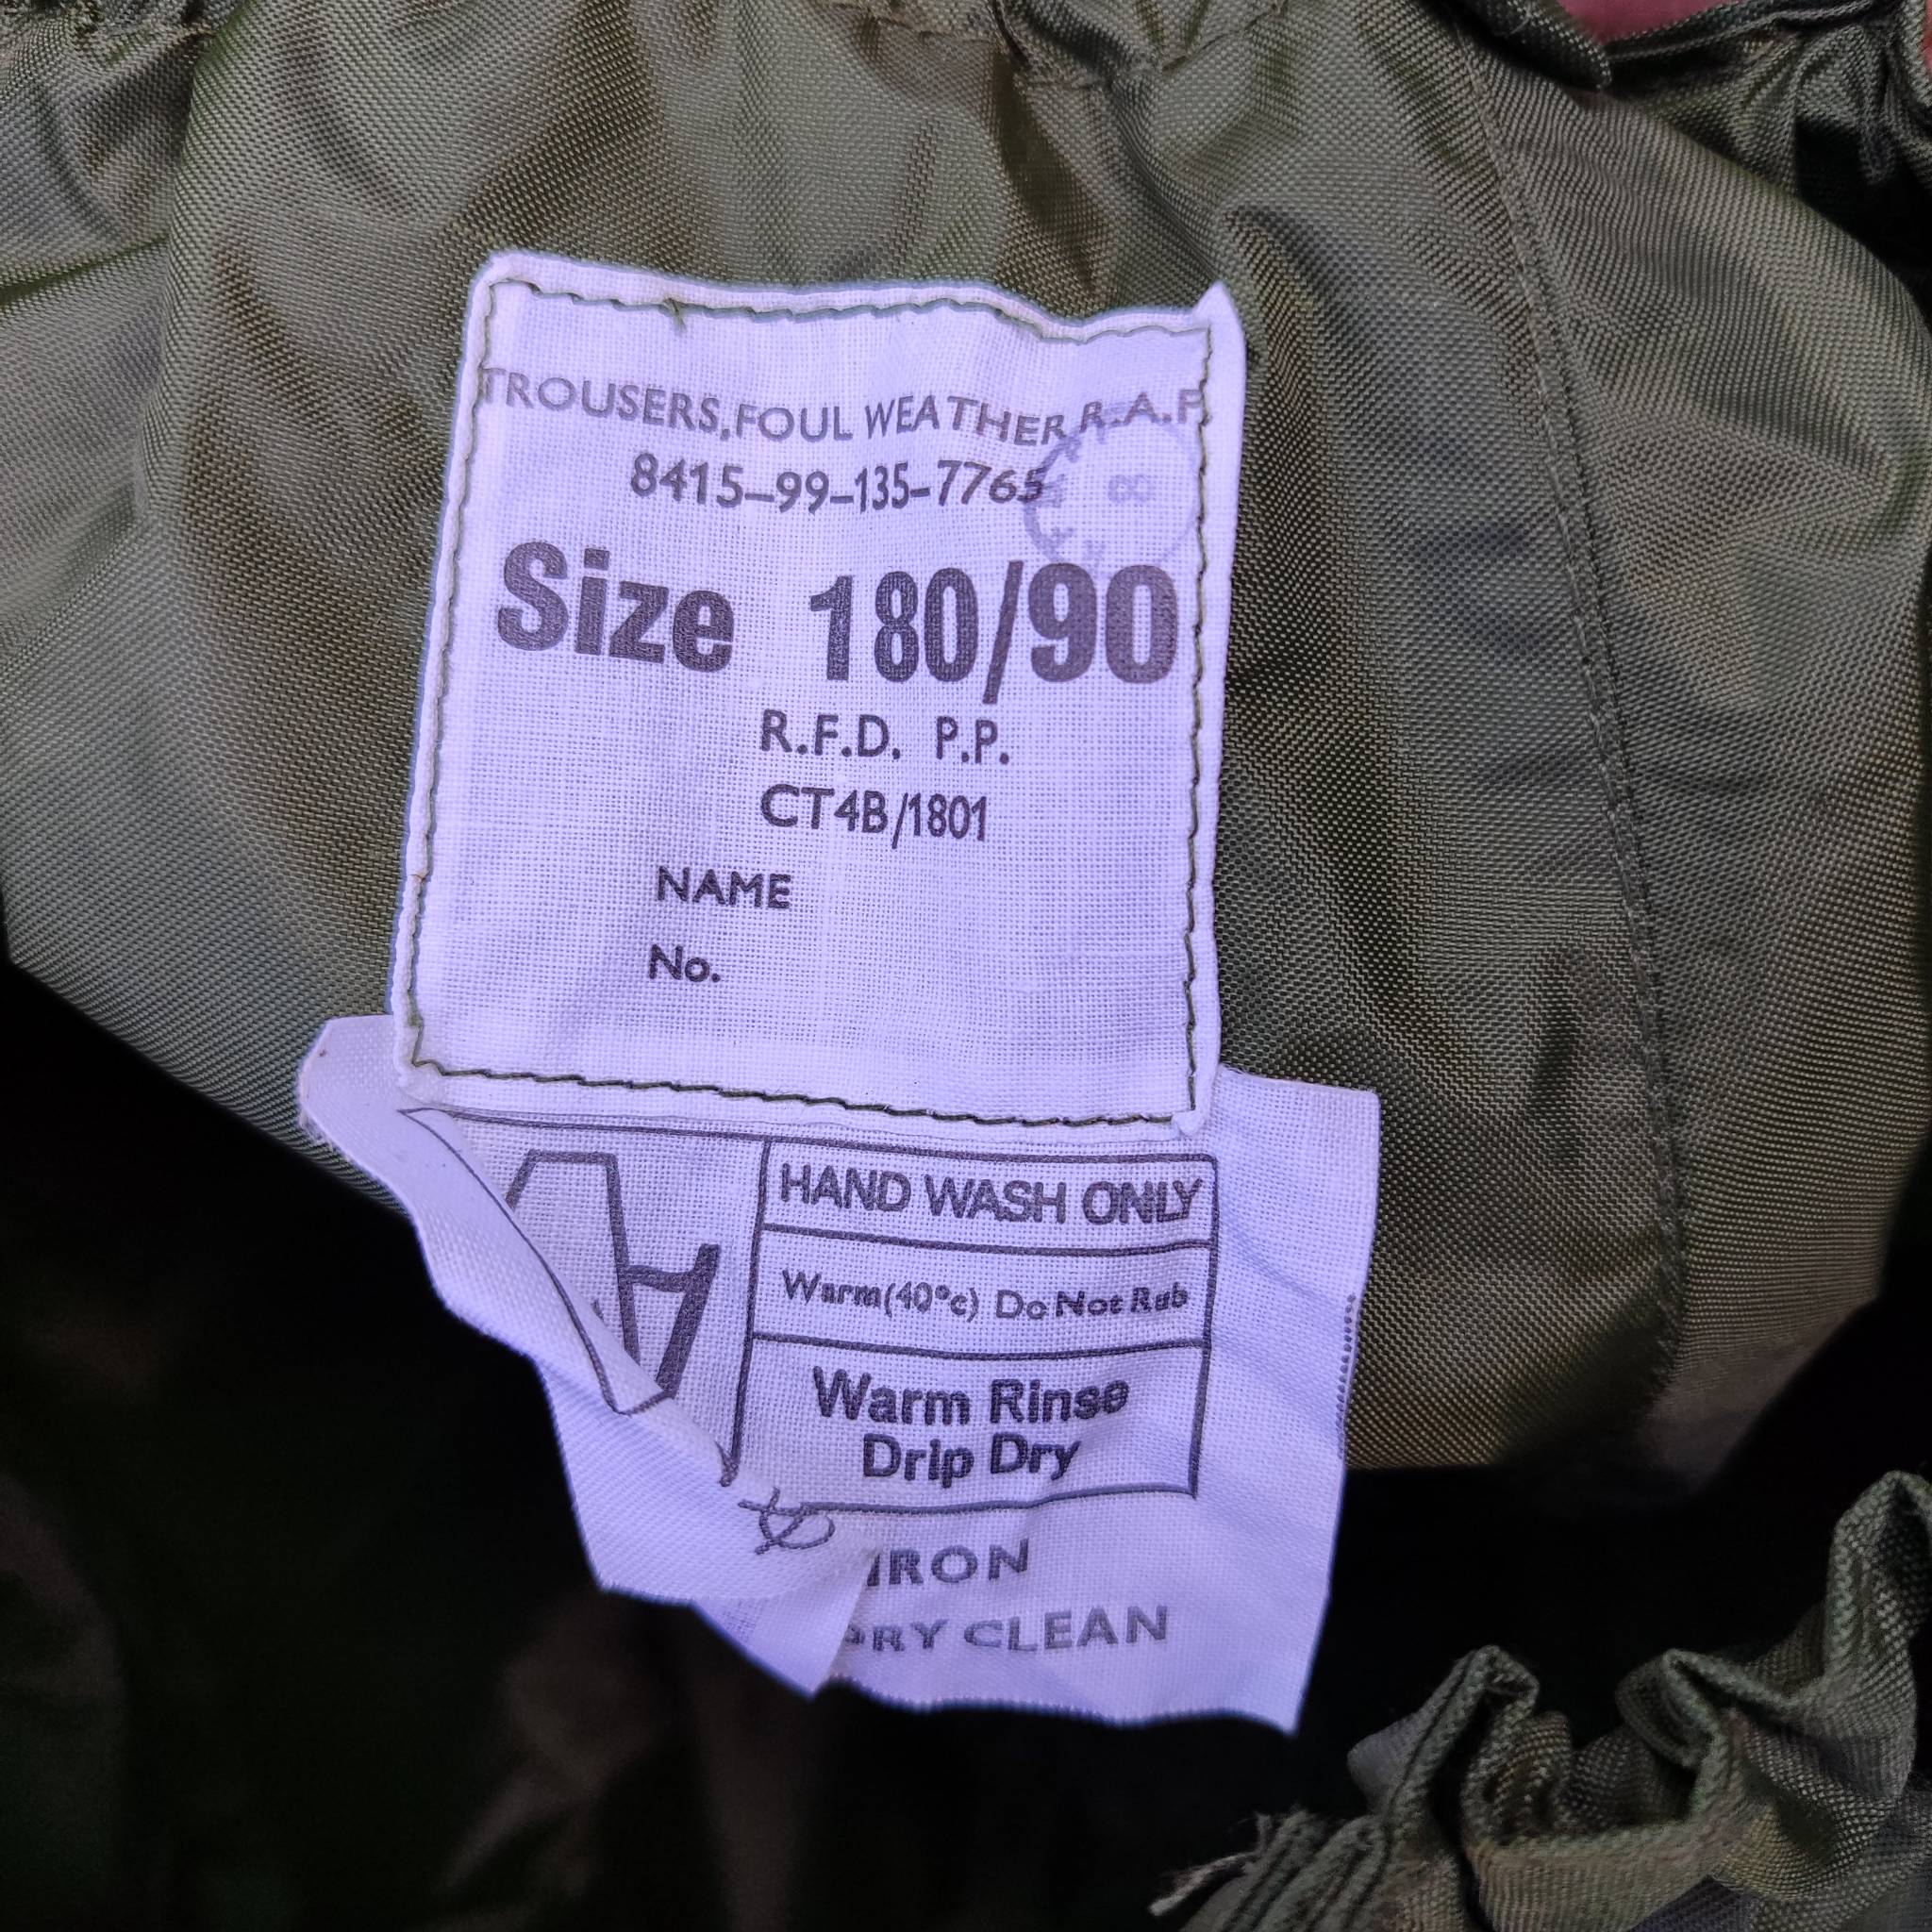 TROUSERS, FOUL WEATHER R.A.F.
8415-99-135-7765
8
Size 180/90
R.F.D. P.P.
CT4B/1801
NAME
No.
HAND WASH ONLY
Warm(40°c) Do Not Rub
Warm Rinse
Drip Dry
IRON
DRY CLEAN